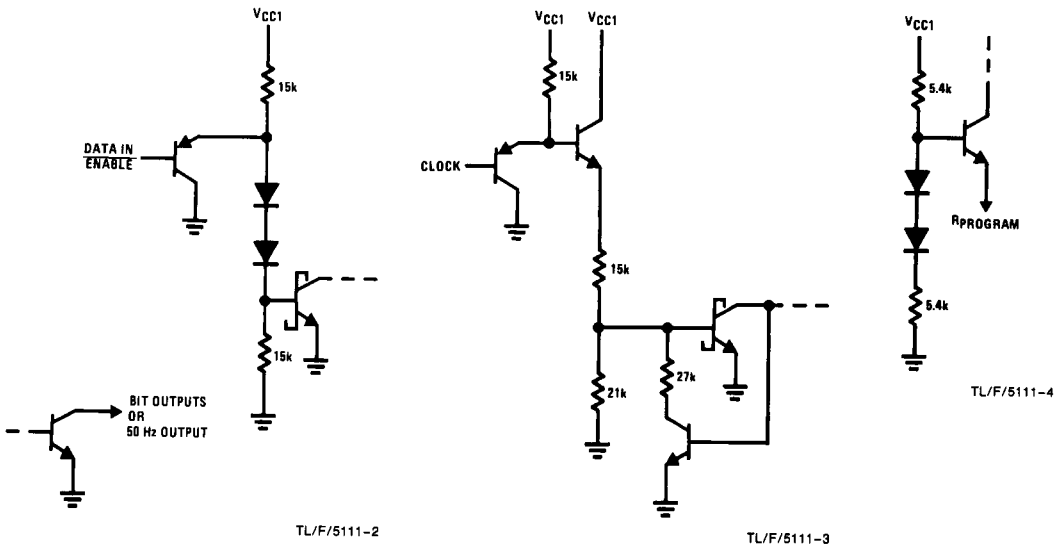 VCC1
15k
DATA IN
ENABLE
15k
BIT OUTPUTS
OR
50 Hz OUTPUT
TL/F/5111-2
VCC1 VCC1
15k
CLOCK
15k
21k
27k
TL/F/5111-3
VCC1
5.4k
RPROGRAM
5.4k
TL/F/5111-4